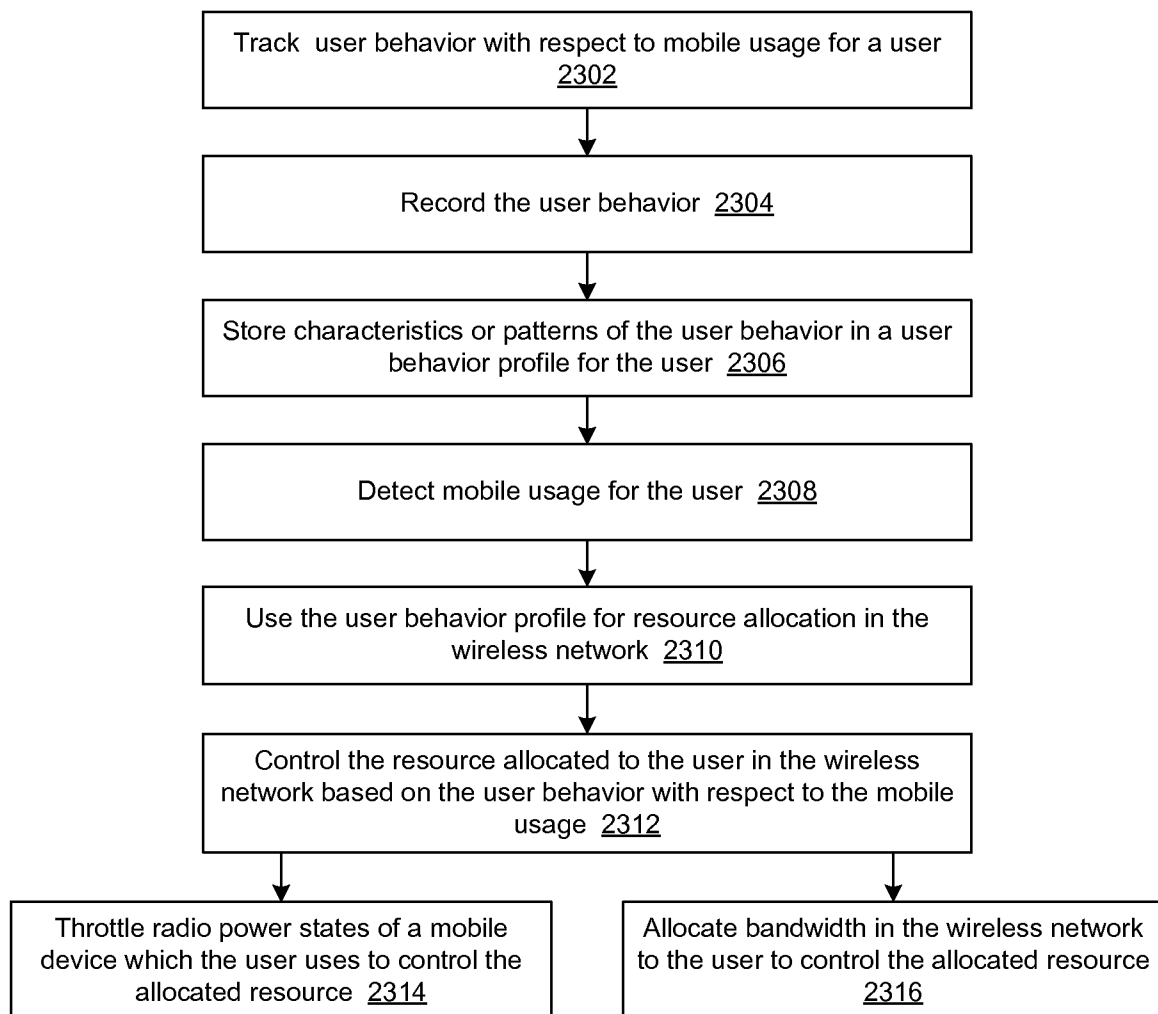 Track user behavior with respect to mobile usage for a user
2302
Record the user behavior 2304
Store characteristics or patterns of the user behavior in a user
behavior profile for the user 2306
Detect mobile usage for the user 2308
Use the user behavior profile for resource allocation in the
wireless network 2310
Control the resource allocated to the user in the wireless
network based on the user behavior with respect to the mobile
usage 2312
Throttle radio power states of a mobile
device which the user uses to control the
allocated resource 2314
Allocate bandwidth in the wireless network
to the user to control the allocated resource
2316